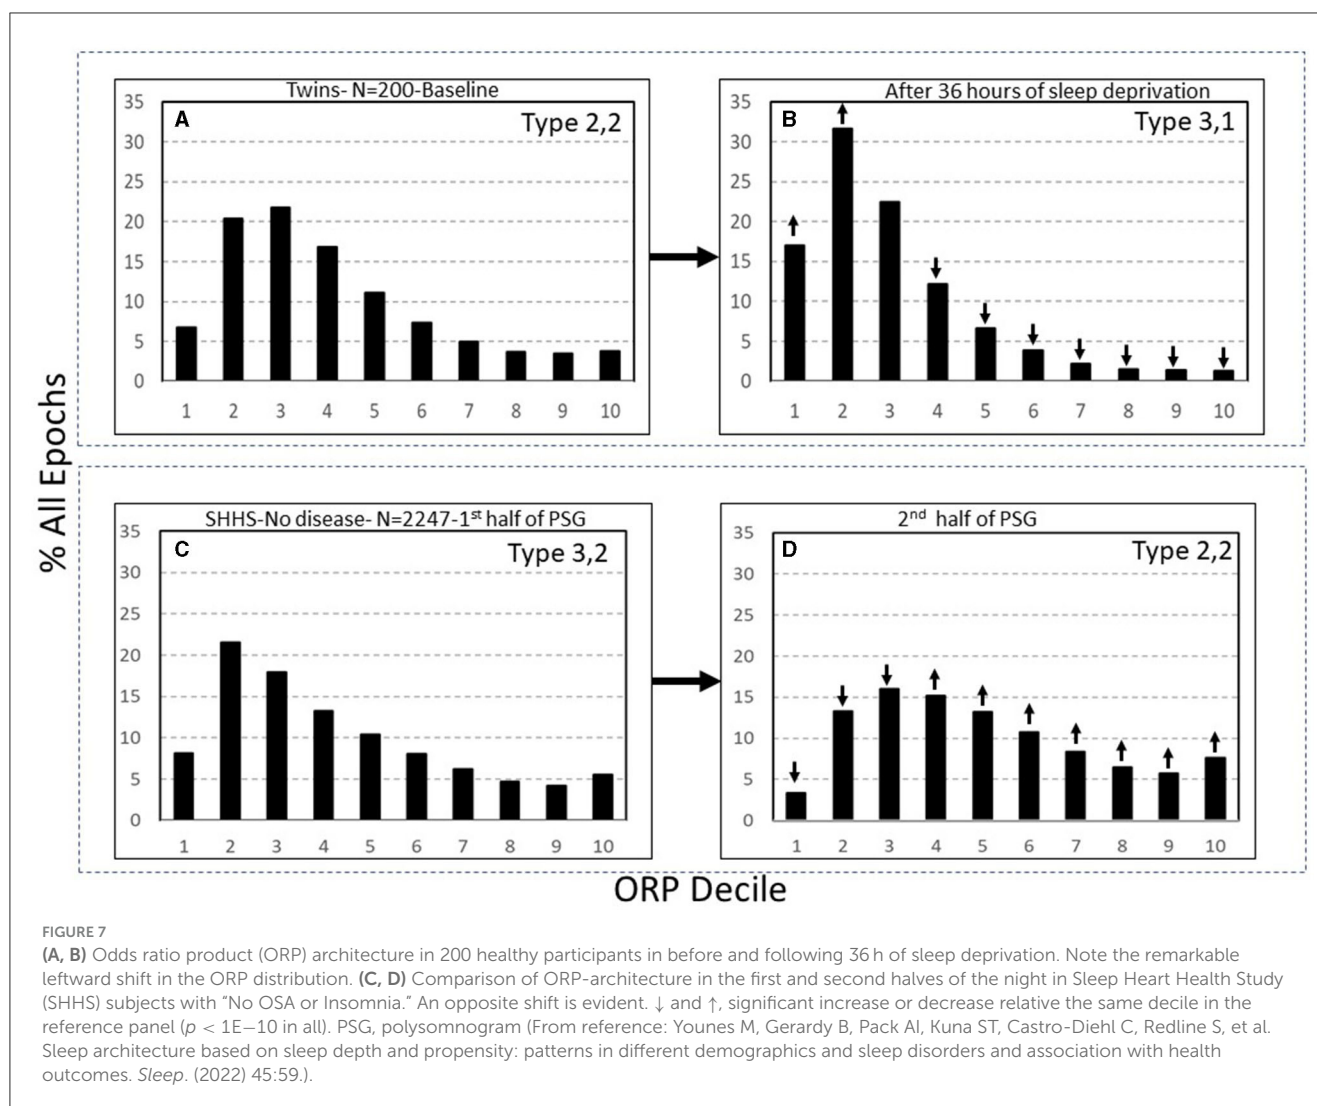 Twins- N=200-Baseline
A
Type 2,2
35
30
25
20
15
10
5
0
1 2 3 4 5 6 7 8 9 10
After 36 hours of sleep deprivation
B
Type 3,1
35
30
25
20
15
10
5
0
1 2 3 4 5 6 7 8 9 10
% All Epochs
SHHS-No disease- N=2247-1st half of PSG
C
Type 3,2
35
30
25
20
15
10
5
0
1 2 3 4 5 6 7 8 9 10
2nd half of PSG
D
Type 2,2
35
30
25
20
15
10
5
0
1 2 3 4 5 6 7 8 9 10
ORP Decile
FIGURE 7
(A, B) Odds ratio product (ORP) architecture in 200 healthy participants in before and following 36 h of sleep deprivation. Note the remarkable
leftward shift in the ORP distribution. (C, D) Comparison of ORP-architecture in the first and second halves of the night in Sleep Heart Health Study
(SHHS) subjects with “No OSA or Insomnia.” An opposite shift is evident. ↓ and ↑, significant increase or decrease relative the same decile in the
reference panel (p < 1E−10 in all). PSG, polysomnogram (From reference: Younes M, Gerardy B, Pack AI, Kuna ST, Castro-Diehl C, Redline S, et al.
Sleep architecture based on sleep depth and propensity: patterns in different demographics and sleep disorders and association with health
outcomes. Sleep. (2022) 45:59.).